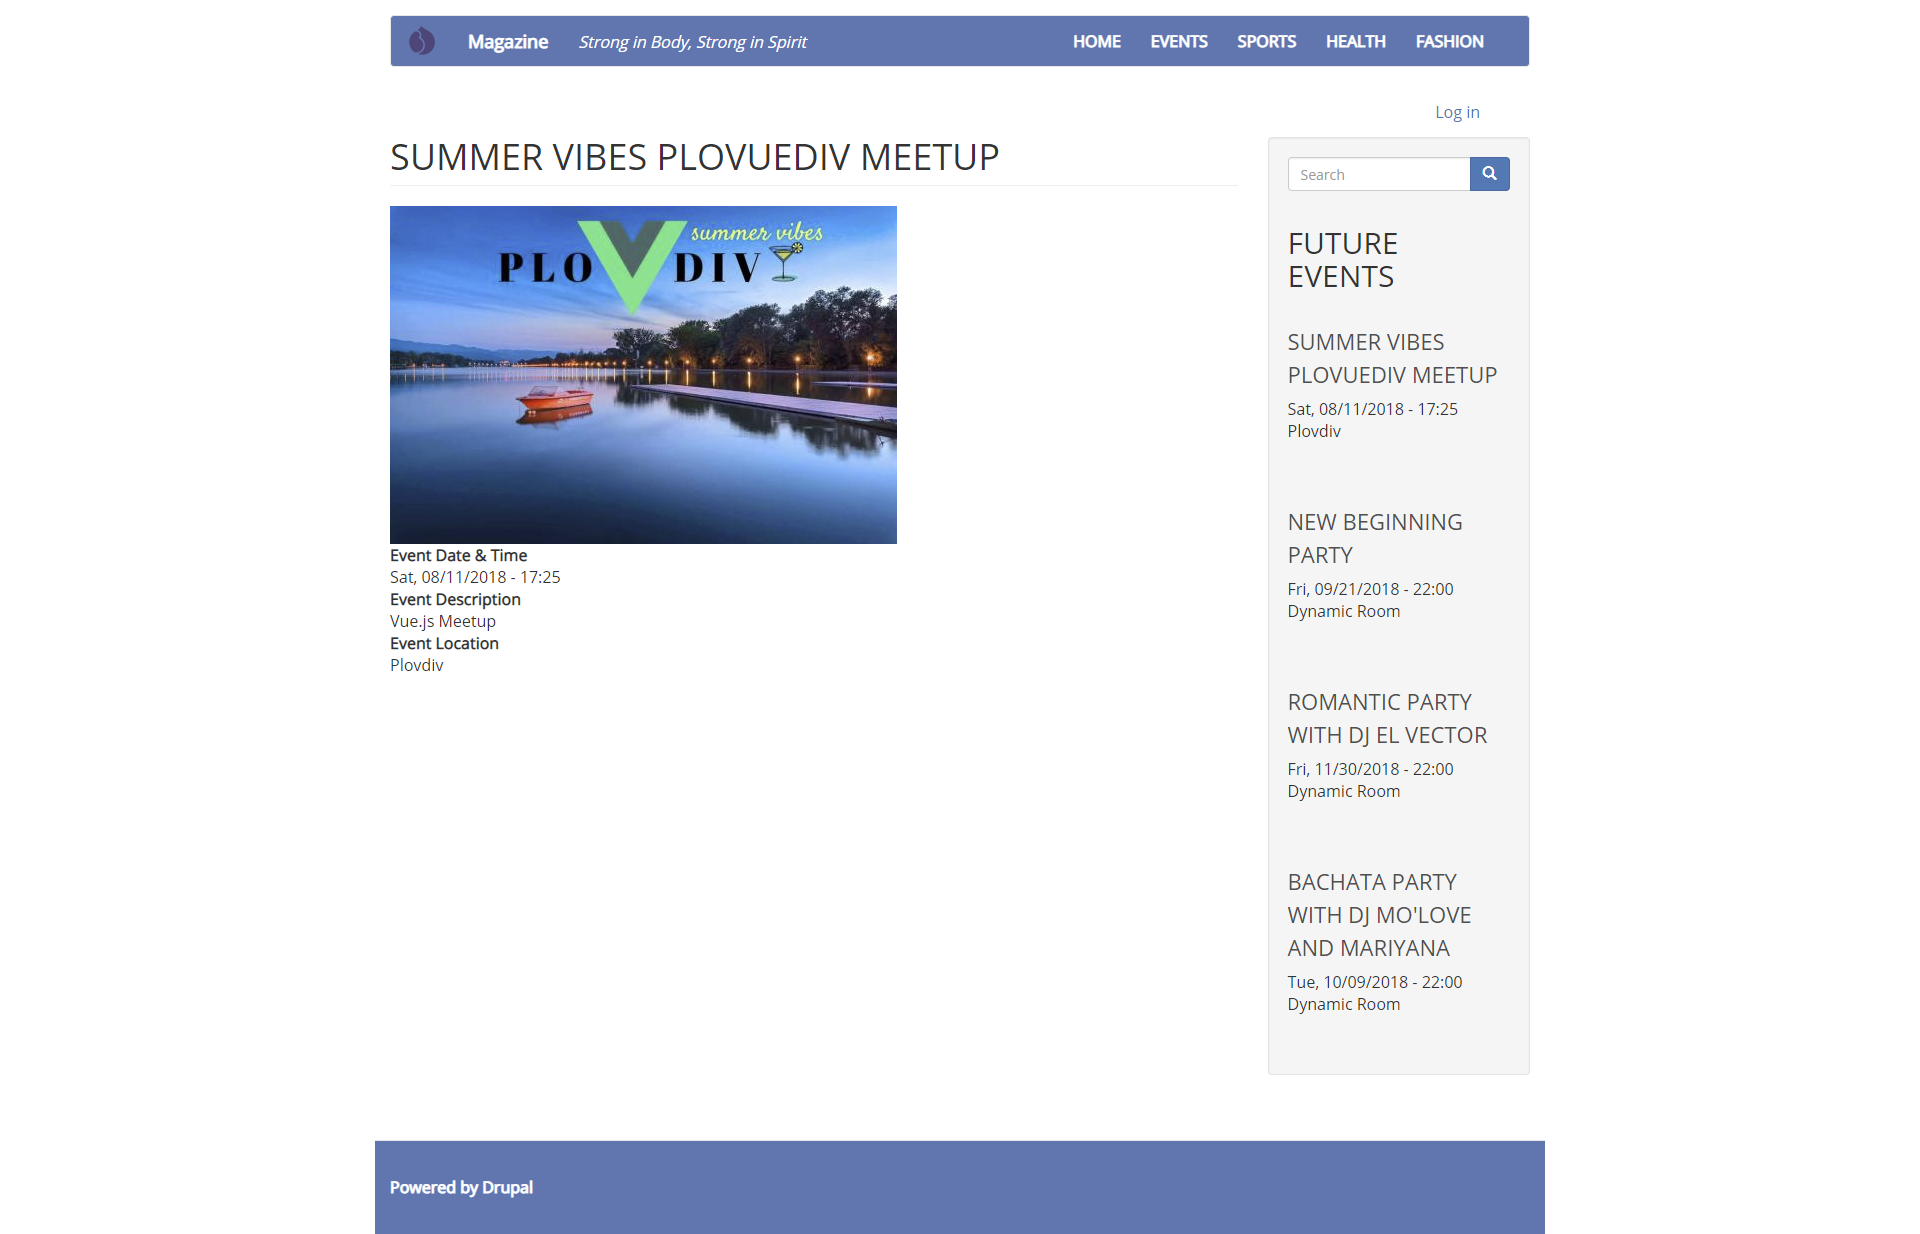 Magazine
Strong in Body, Strong in Spirit
HOME EVENTS SPORTS HEALTH FASHION
Log in
SUMMER VIBES PLOVUEDIV MEETUP
summer vibes
PLOVDIV
Event Date & Time
Sat, 08/11/2018 - 17:25
Event Description
Vue.js Meetup
Event Location
Plovdiv
Search
FUTURE
EVENTS
SUMMER VIBES
PLOVUEDIV MEETUP
Sat, 08/11/2018 - 17:25
Plovdiv
NEW BEGINNING
PARTY
Fri, 09/21/2018 - 22:00
Dynamic Room
ROMANTIC PARTY
WITH DJ EL VECTOR
Fri, 11/30/2018 - 22:00
Dynamic Room
BACHATA PARTY
WITH DJ MO'LOVE
AND MARIYANA
Tue, 10/09/2018 - 22:00
Dynamic Room
Powered by Drupal